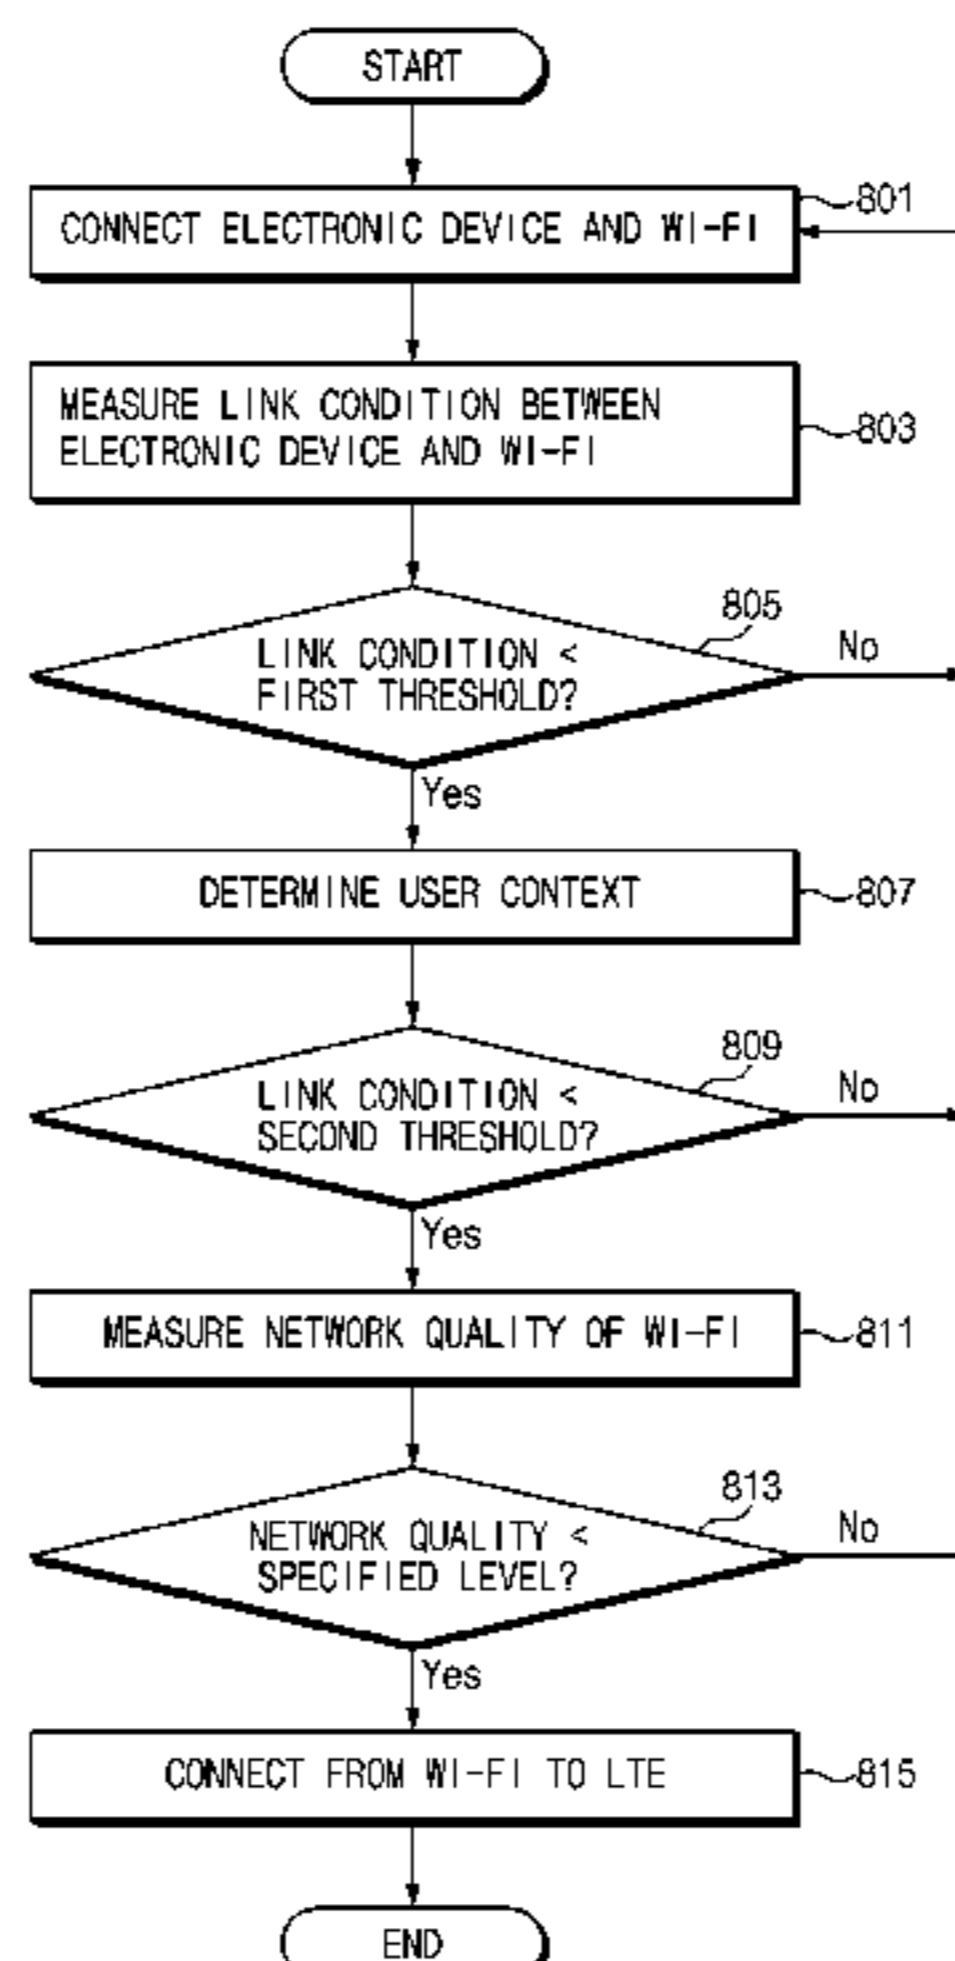 START
CONNECT ELECTRONIC DEVICE AND WI-FI
801
MEASURE LINK CONDITION BETWEEN
ELECTRONIC DEVICE AND WI-FI
803
805
LINK CONDITION <
FIRST THRESHOLD?
No
Yes
DETERMINE USER CONTEXT
807
809
LINK CONDITION <
SECOND THRESHOLD?
No
Yes
MEASURE NETWORK QUALITY OF WI-FI
811
813
NETWORK QUALITY <
SPECIFIED LEVEL?
No
Yes
CONNECT FROM WI-FI TO LTE
815
END